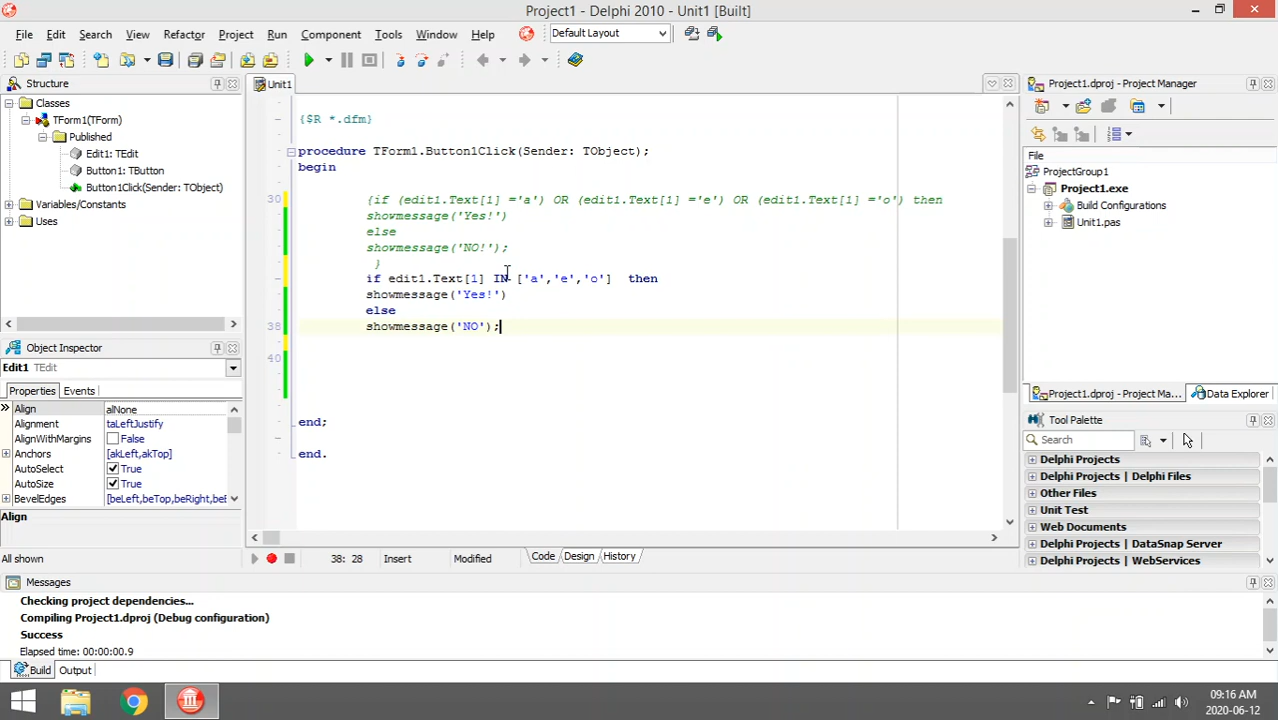 Project1 - Delphi 2010 - Unit1 [Built]
File Edit Search View Refactor Project Run Component Tools Window Help Default Layout
Structure
Unit1
Project1.dproj - Project Manager
Classes
TForm1(TForm)
Published
Edit1: TEdit
Button1: TButton
Button1Click(Sender: TObject)
Variables/Constants
Uses
{$R *.dfm}
procedure TForm1.Button1Click(Sender: TObject);
begin
30 {if (edit1.Text[1] ='a') OR (edit1.Text[1] ='e') OR (edit1.Text[1] ='o') then
showmessage('Yes!')
else
showmessage('NO!');
}
if edit1.Text[1] IN ['a','e','o'] then
showmessage('Yes!')
else
38 showmessage('NO');
40
end;
end.
File
ProjectGroup1
Project1.exe
Build Configurations
Unit1.pas
Object Inspector
Edit1 TEdit
Properties Events
Align alNone
Alignment taLeftJustify
AlignWithMargins False
Anchors [akLeft,akTop]
AutoSelect True
AutoSize True
BevelEdges [beLeft,beTop,beRight,be
Align
All shown
38: 28 Insert Modified Code Design History
Project1.dproj - Project Ma... Data Explorer
Tool Palette
Search
Delphi Projects
Delphi Projects | Delphi Files
Other Files
Unit Test
Web Documents
Delphi Projects | DataSnap Server
Delphi Projects | WebServices
Messages
Checking project dependencies...
Compiling Project1.dproj (Debug configuration)
Success
Elapsed time: 00:00:00.9
Build Output
09:16 AM
2020-06-12